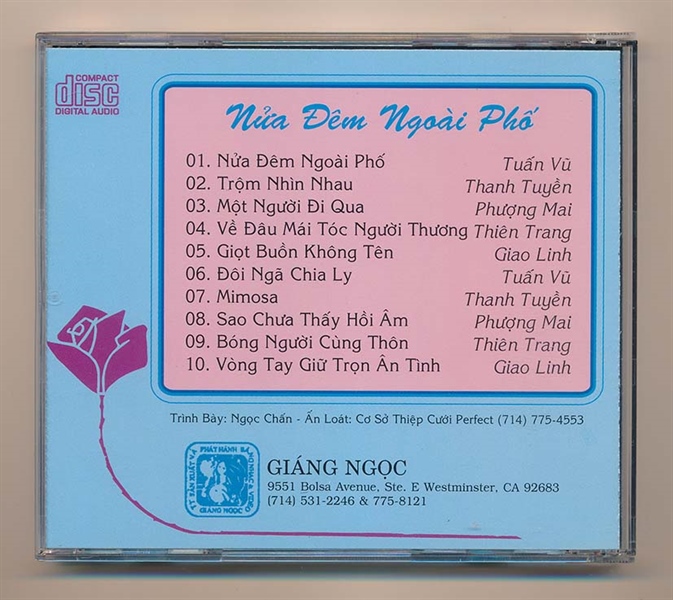 COMPACT
disc
DIGITAL AUDIO
Nửa Đêm Ngoài Phố
01. Nửa Đêm Ngoài Phố Tuấn Vũ
02. Trộm Nhìn Nhau Thanh Tuyền
03. Một Người Đi Qua Phượng Mai
04. Về Đâu Mái Tóc Người Thương Thiên Trang
05. Giọt Buồn Không Tên Giao Linh
06. Đôi Ngã Chia Ly Tuấn Vũ
07. Mimosa Thanh Tuyền
08. Sao Chưa Thấy Hồi Âm Phượng Mai
09. Bóng Người Cùng Thôn Thiên Trang
10. Vòng Tay Giữ Trọn Ân Tình Giao Linh
Trình Bày: Ngọc Chấn - Ấn Loát: Cơ Sở Thiệp Cưới Perfect (714) 775-4553
PHÁT HÀNH
GIÁNG NGỌC
GIÁNG NGỌC
9551 Bolsa Avenue, Ste. E Westminster, CA 92683
(714) 531-2246 & 775-8121